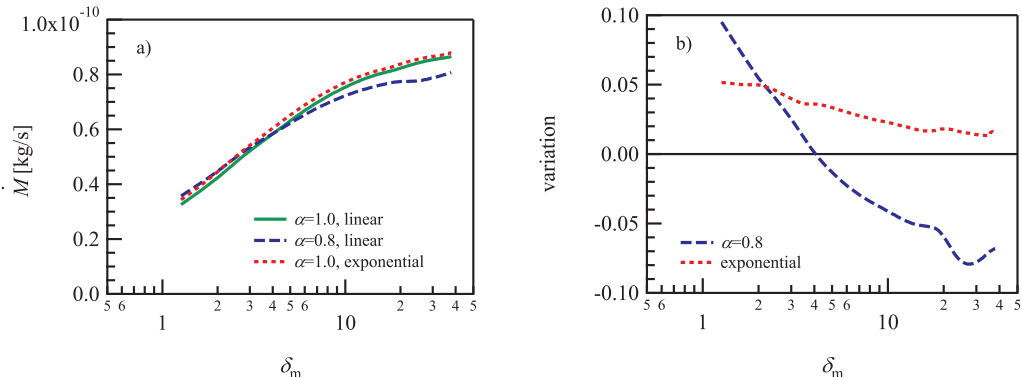 1.0x10-10
0.8
0.6
0.4
0.2
0.0
Ṁ [kg/s]
a)
α=1.0, linear
α=0.8, linear
α=1.0, exponential
5 6 2 3 4 5 6 2 3 4 5
1 10
δm
0.10
0.05
0.00
-0.05
-0.10
variation
b)
α=0.8
exponential
5 6 2 3 4 5 6 2 3 4 5
1 10
δm